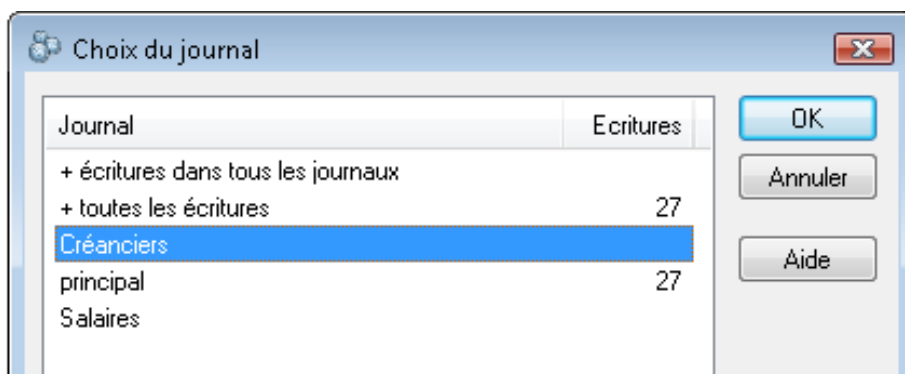 Choix du journal
Journal Ecritures
+ écritures dans tous les journaux
+ toutes les écritures 27
Créanciers
principal 27
Salaires
OK
Annuler
Aide